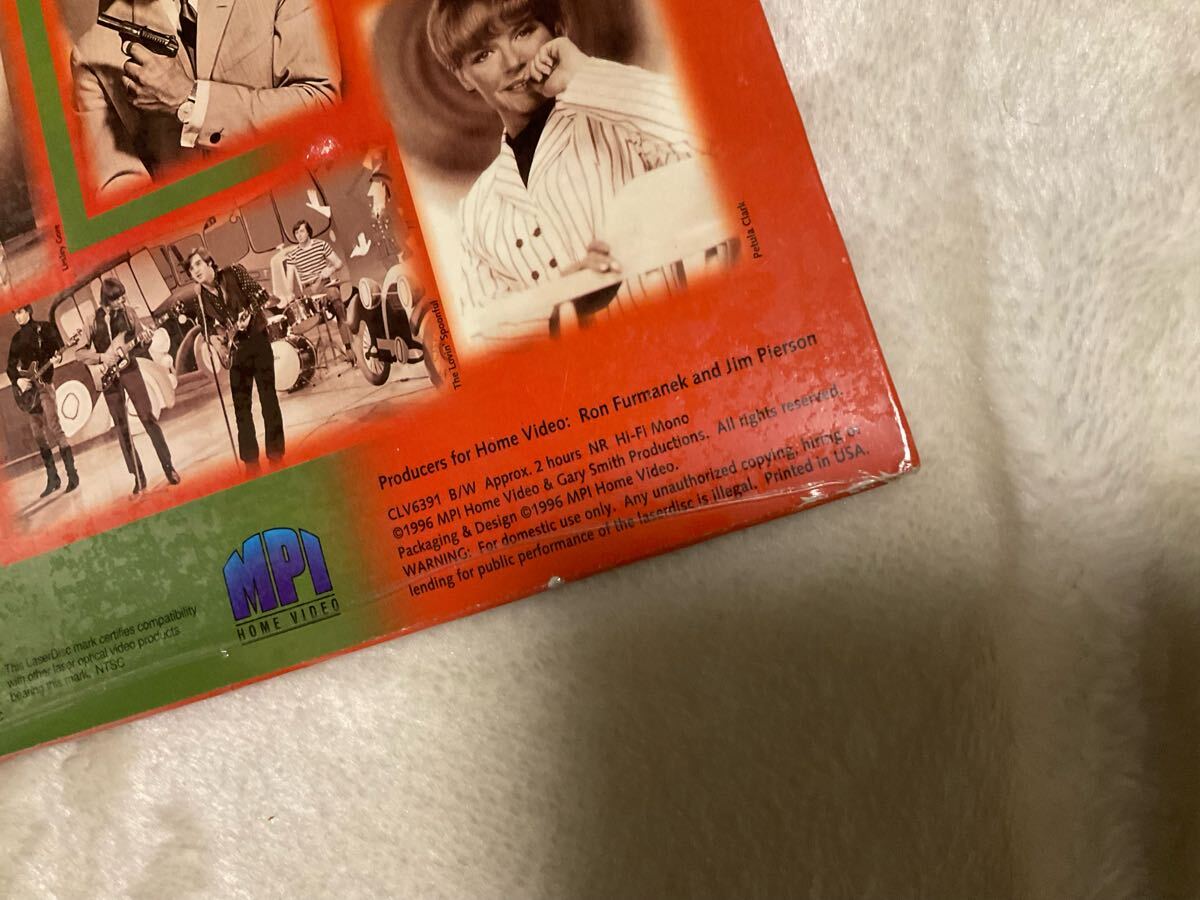 Lesley Gore
The Lovin' Spoonful
Petula Clark
Producers for Home Video: Ron Furmanek and Jim Pierson
CLV6391 B/W Approx. 2 hours NR Hi-Fi Mono
©1996 MPI Home Video & Gary Smith Productions. All rights reserved.
Packaging & Design ©1996 MPI Home Video.
WARNING: For domestic use only. Any unauthorized copying, hiring or
lending for public performance of the laserdisc is illegal. Printed in USA.
MPI
HOME VIDEO
This LaserDisc mark certifies compatibility
with other laser optical video products
bearing this mark. NTSC